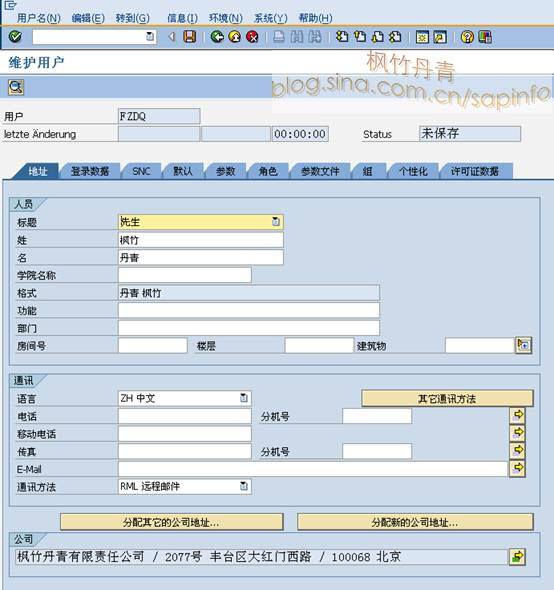 用户名(N) 编辑(E) 转到(G) 信息(I) 环境(N) 系统(Y) 帮助(H)
维护用户
枫竹丹青
blog.sina.com.cn/sapinfo
用户 FZDQ
letzte Änderung 00:00:00 Status 未保存
地址 登录数据 SNC 默认 参数 角色 参数文件 组 个性化 许可证数据
人员
标题 先生
姓 枫竹
名 丹青
学院名称
格式 丹青 枫竹
功能
部门
房间号 楼层 建筑物
通讯
语言 ZH 中文 其它通讯方法
电话 分机号
移动电话
传真 分机号
E-Mail
通讯方法 RML 远程邮件
分配其它的公司地址... 分配新的公司地址...
公司
枫竹丹青有限责任公司 / 2077号 丰台区大红门西路 / 100068 北京